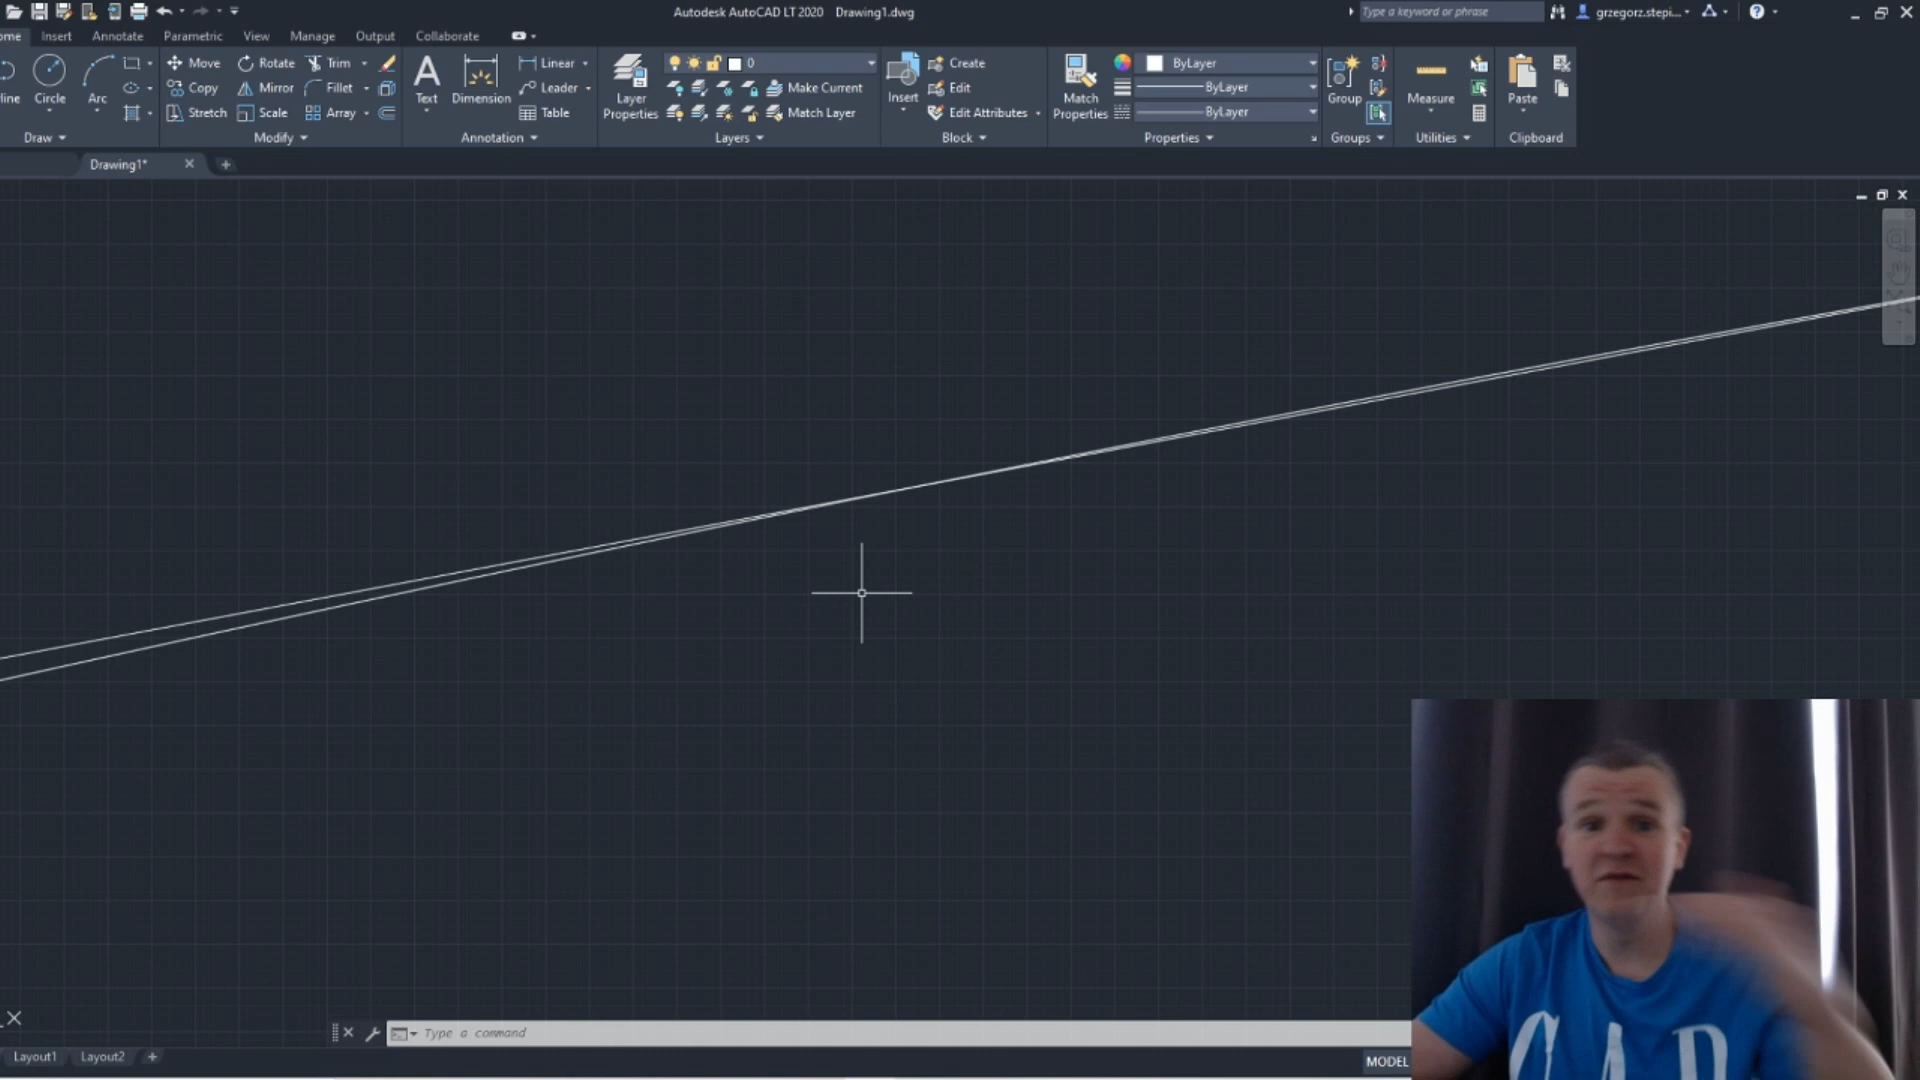 Autodesk AutoCAD LT 2020 Drawing1.dwg
Type a keyword or phrase
grzegorz.stepi...
ome Insert Annotate Parametric View Manage Output Collaborate
line Circle Arc
Move Rotate Trim
Copy Mirror Fillet
Stretch Scale Array
Text Dimension
Linear
Leader
Table
Layer Properties
0
Make Current
Match Layer
Insert
Create
Edit
Edit Attributes
Match Properties
ByLayer
ByLayer
ByLayer
Group
Measure
Paste
Draw Modify Annotation Layers Block Properties Groups Utilities Clipboard
Drawing1*
Type a command
Layout1 Layout2
MODEL
CAD